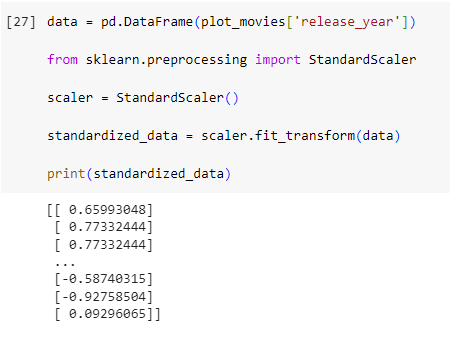 [27] data = pd.DataFrame(plot_movies['release_year'])
from sklearn.preprocessing import StandardScaler
scaler = StandardScaler()
standardized_data = scaler.fit_transform(data)
print(standardized_data)
[[ 0.65993048]
[ 0.77332444]
[ 0.77332444]
...
[-0.58740315]
[-0.92758504]
[ 0.09296065]]